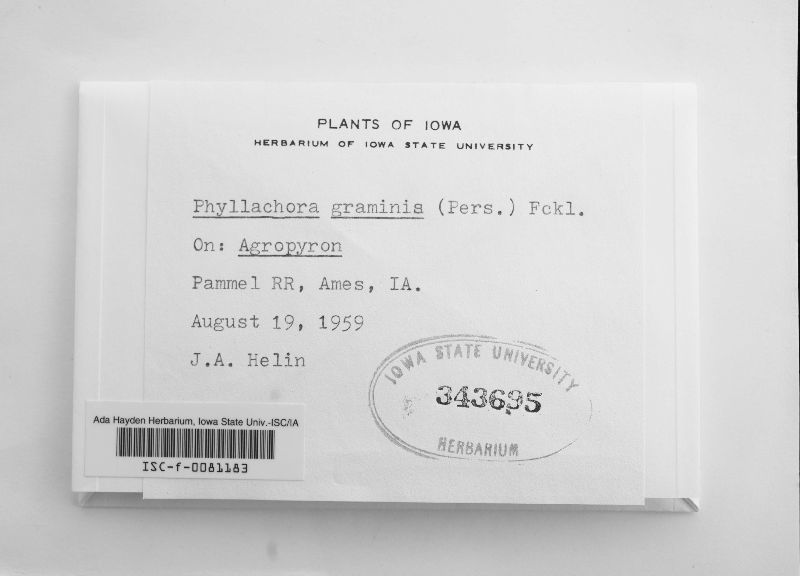 PLANTS OF IOWA
HERBARIUM OF IOWA STATE UNIVERSITY
Phyllachora graminis (Pers.) Fckl.
On: Agropyron
Pammel RR, Ames, IA.
August 19, 1959
J.A. Helin
IOWA STATE UNIVERSITY
343695
HERBARIUM
Ada Hayden Herbarium, Iowa State Univ.-ISC/IA
ISC-f-0081183